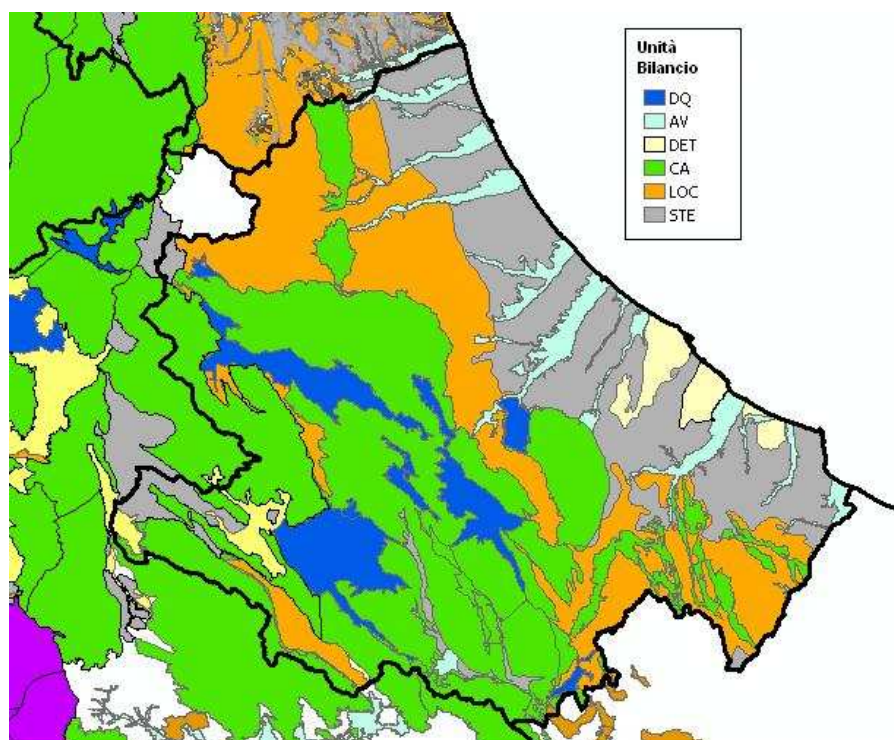 Unità
Bilancio
DQ
AV
DET
CA
LOC
STE